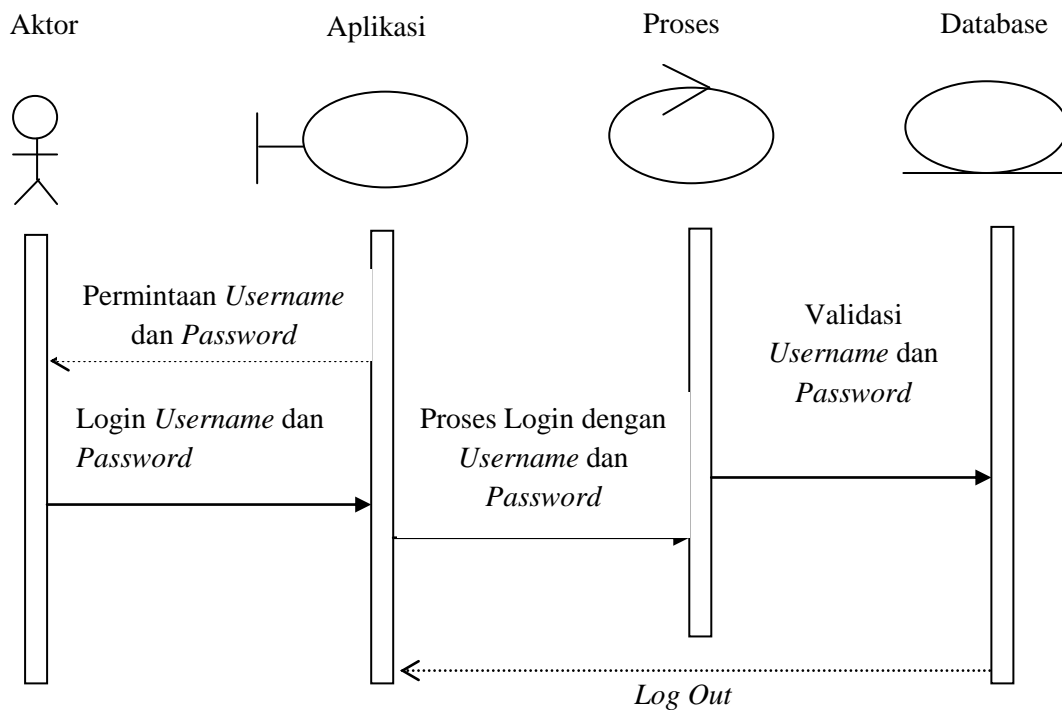 Aktor
Aplikasi
Proses
Database
Permintaan Username
dan Password
Validasi
Username dan
Password
Login Username dan
Password
Proses Login dengan
Username dan
Password
Log Out